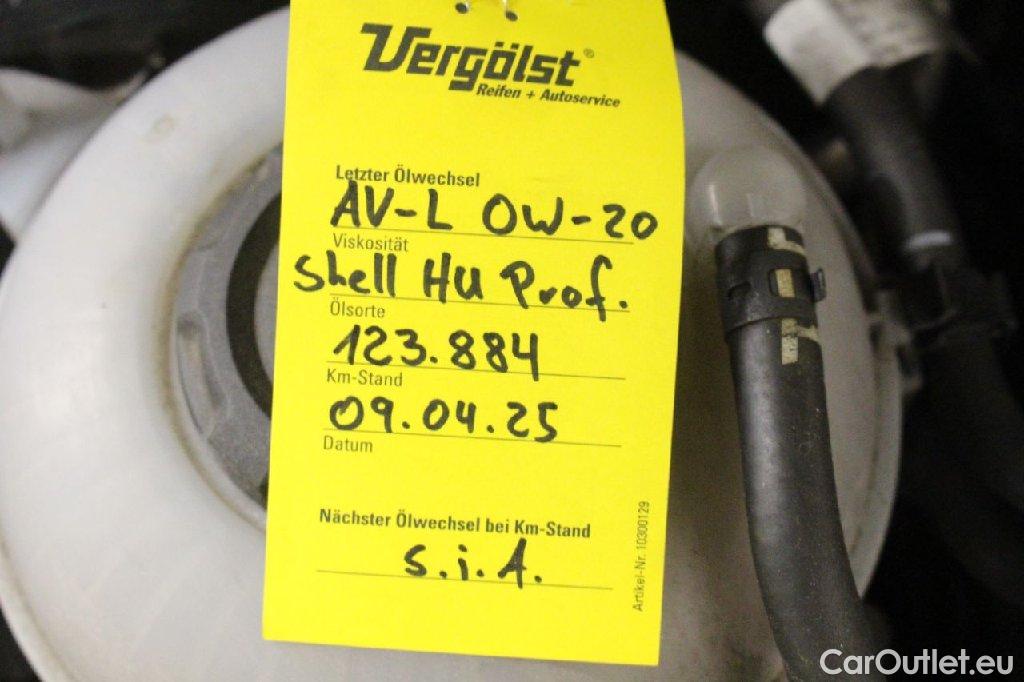 Vergölst®
Reifen + Autoservice
Letzter Ölwechsel
AV-L 0W-20
Viskosität
Shell HU Prof.
Ölsorte
123.884
Km-Stand
09.04.25
Datum
Nächster Ölwechsel bei Km-Stand
s.i.A.
Artikel-Nr. 10300129
CarOutlet.eu